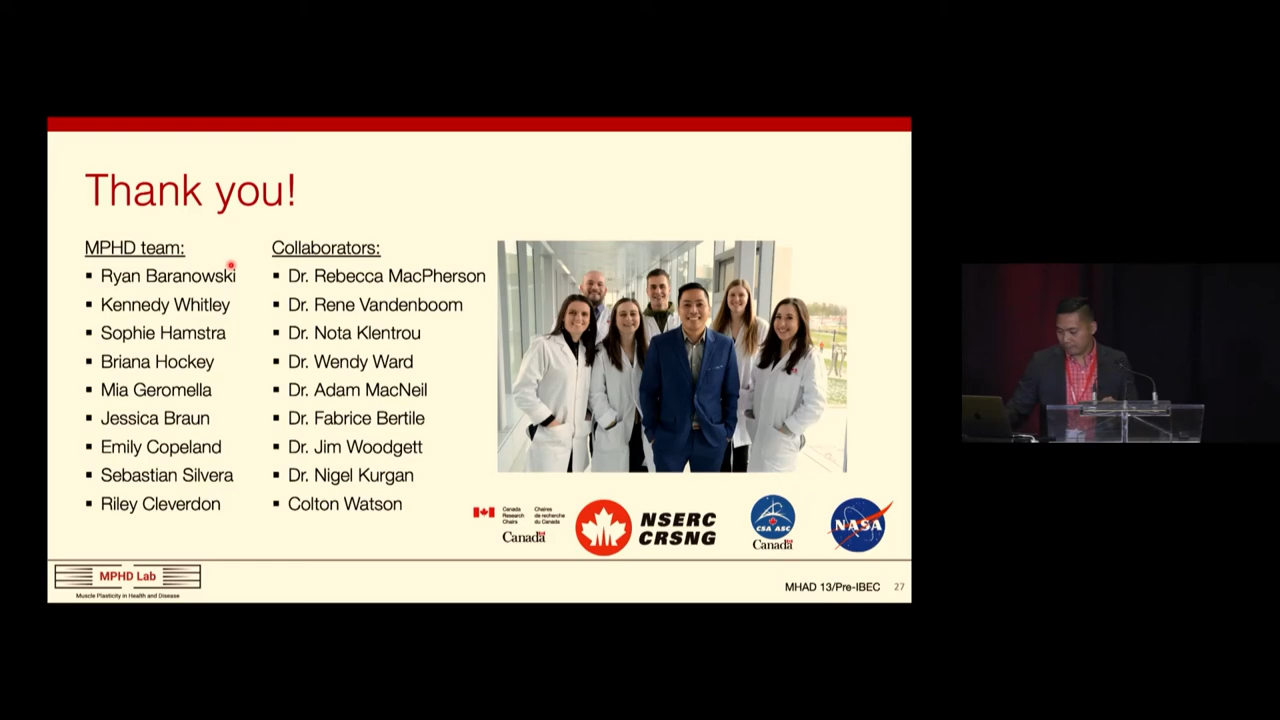 Thank you!
MPHD team:
▪ Ryan Baranowski
▪ Kennedy Whitley
▪ Sophie Hamstra
▪ Briana Hockey
▪ Mia Geromella
▪ Jessica Braun
▪ Emily Copeland
▪ Sebastian Silvera
▪ Riley Cleverdon
Collaborators:
▪ Dr. Rebecca MacPherson
▪ Dr. Rene Vandenboom
▪ Dr. Nota Klentrou
▪ Dr. Wendy Ward
▪ Dr. Adam MacNeil
▪ Dr. Fabrice Bertile
▪ Dr. Jim Woodgett
▪ Dr. Nigel Kurgan
▪ Colton Watson
Canada
Research
Chairs
Chaires
de recherche
du Canada
Canada
NSERC
CRSNG
CSA ASC
Canada
NASA
MPHD Lab
Muscle Plasticity in Health and Disease
MHAD 13/Pre-IBEC 27